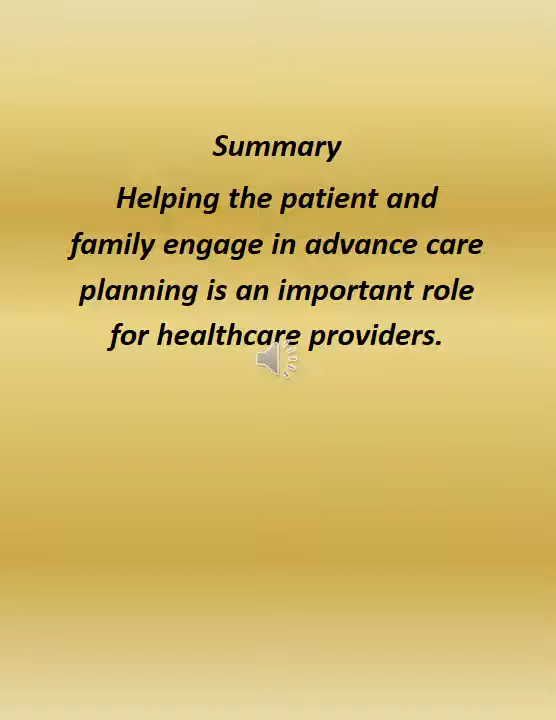 Summary
Helping the patient and
family engage in advance care
planning is an important role
for healthcare providers.